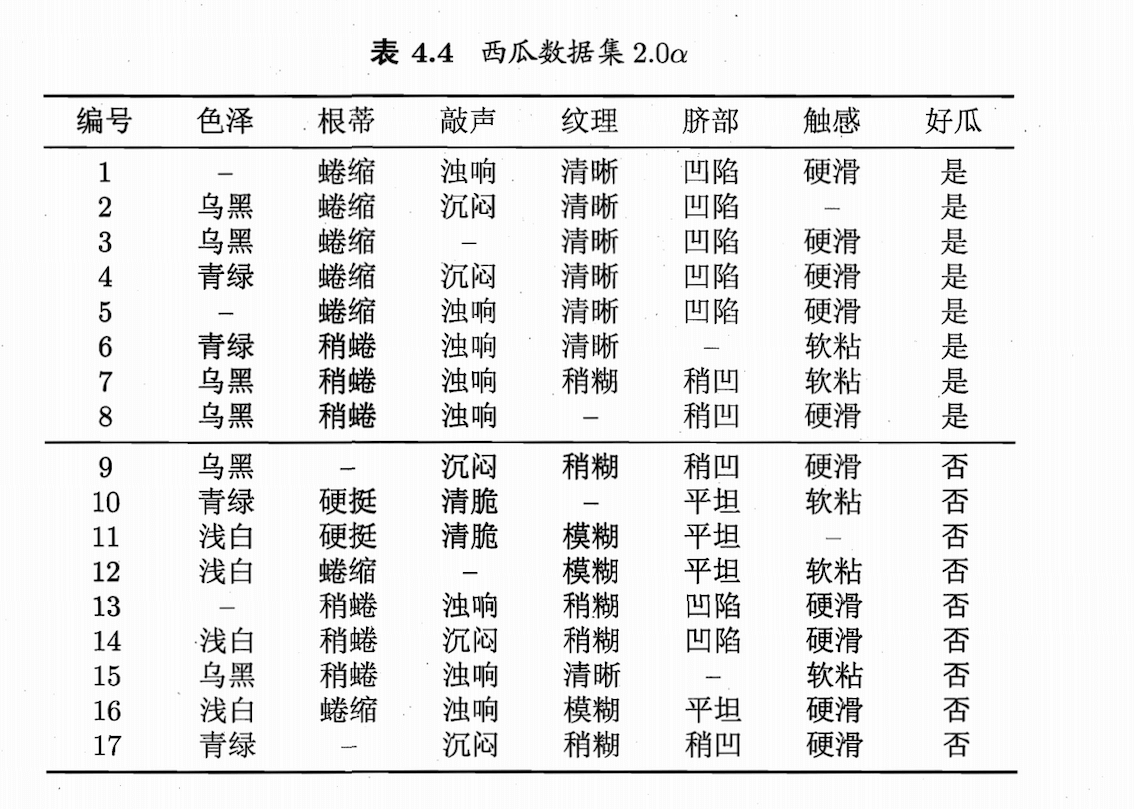 表 4.4 西瓜数据集 2.0α
编号 色泽 根蒂 敲声 纹理 脐部 触感 好瓜
1 – 蜷缩 浊响 清晰 凹陷 硬滑 是
2 乌黑 蜷缩 沉闷 清晰 凹陷 – 是
3 乌黑 蜷缩 – 清晰 凹陷 硬滑 是
4 青绿 蜷缩 沉闷 清晰 凹陷 硬滑 是
5 – 蜷缩 浊响 清晰 凹陷 硬滑 是
6 青绿 稍蜷 浊响 清晰 – 软粘 是
7 乌黑 稍蜷 浊响 稍糊 稍凹 软粘 是
8 乌黑 稍蜷 浊响 – 稍凹 硬滑 是
9 乌黑 – 沉闷 稍糊 稍凹 硬滑 否
10 青绿 硬挺 清脆 – 平坦 软粘 否
11 浅白 硬挺 清脆 模糊 平坦 – 否
12 浅白 蜷缩 – 模糊 平坦 软粘 否
13 – 稍蜷 浊响 稍糊 凹陷 硬滑 否
14 浅白 稍蜷 沉闷 稍糊 凹陷 硬滑 否
15 乌黑 稍蜷 浊响 清晰 – 软粘 否
16 浅白 蜷缩 浊响 模糊 平坦 硬滑 否
17 青绿 – 沉闷 稍糊 稍凹 硬滑 否